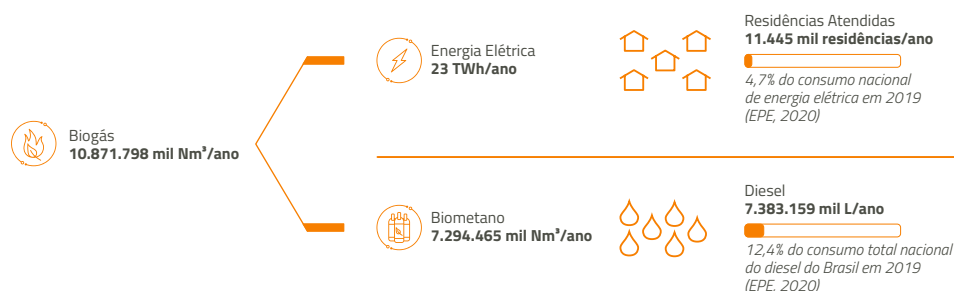 Biogás
10.871.798 mil Nm³/ano
Energia Elétrica
23 TWh/ano
Residências Atendidas
11.445 mil residências/ano
4,7% do consumo nacional
de energia elétrica em 2019
(EPE, 2020)
Biometano
7.294.465 mil Nm³/ano
Diesel
7.383.159 mil L/ano
12,4% do consumo total nacional
do diesel do Brasil em 2019
(EPE, 2020)